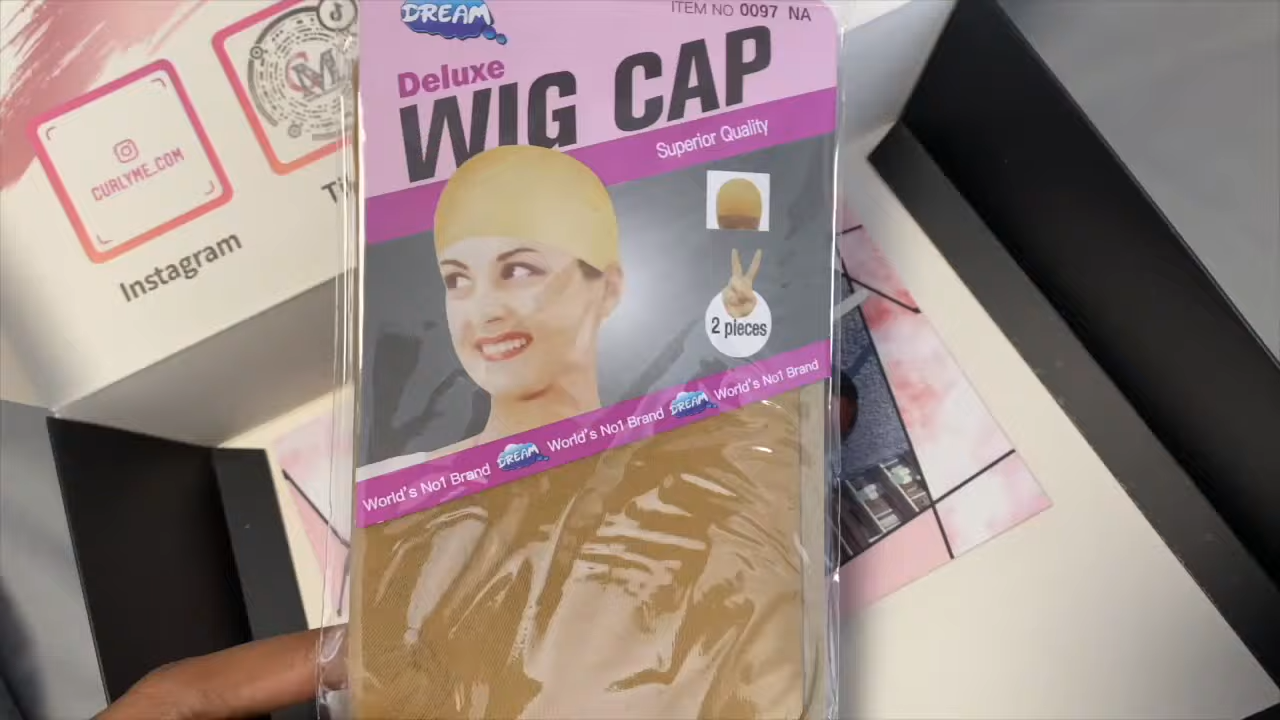 DREAM
ITEM NO 0097 NA
Deluxe
WIG CAP
Superior Quality
2 pieces
World's No1 Brand DREAM World's No1 Brand DREAM World's No1 Brand
CURLYME.COM
Instagram
CM